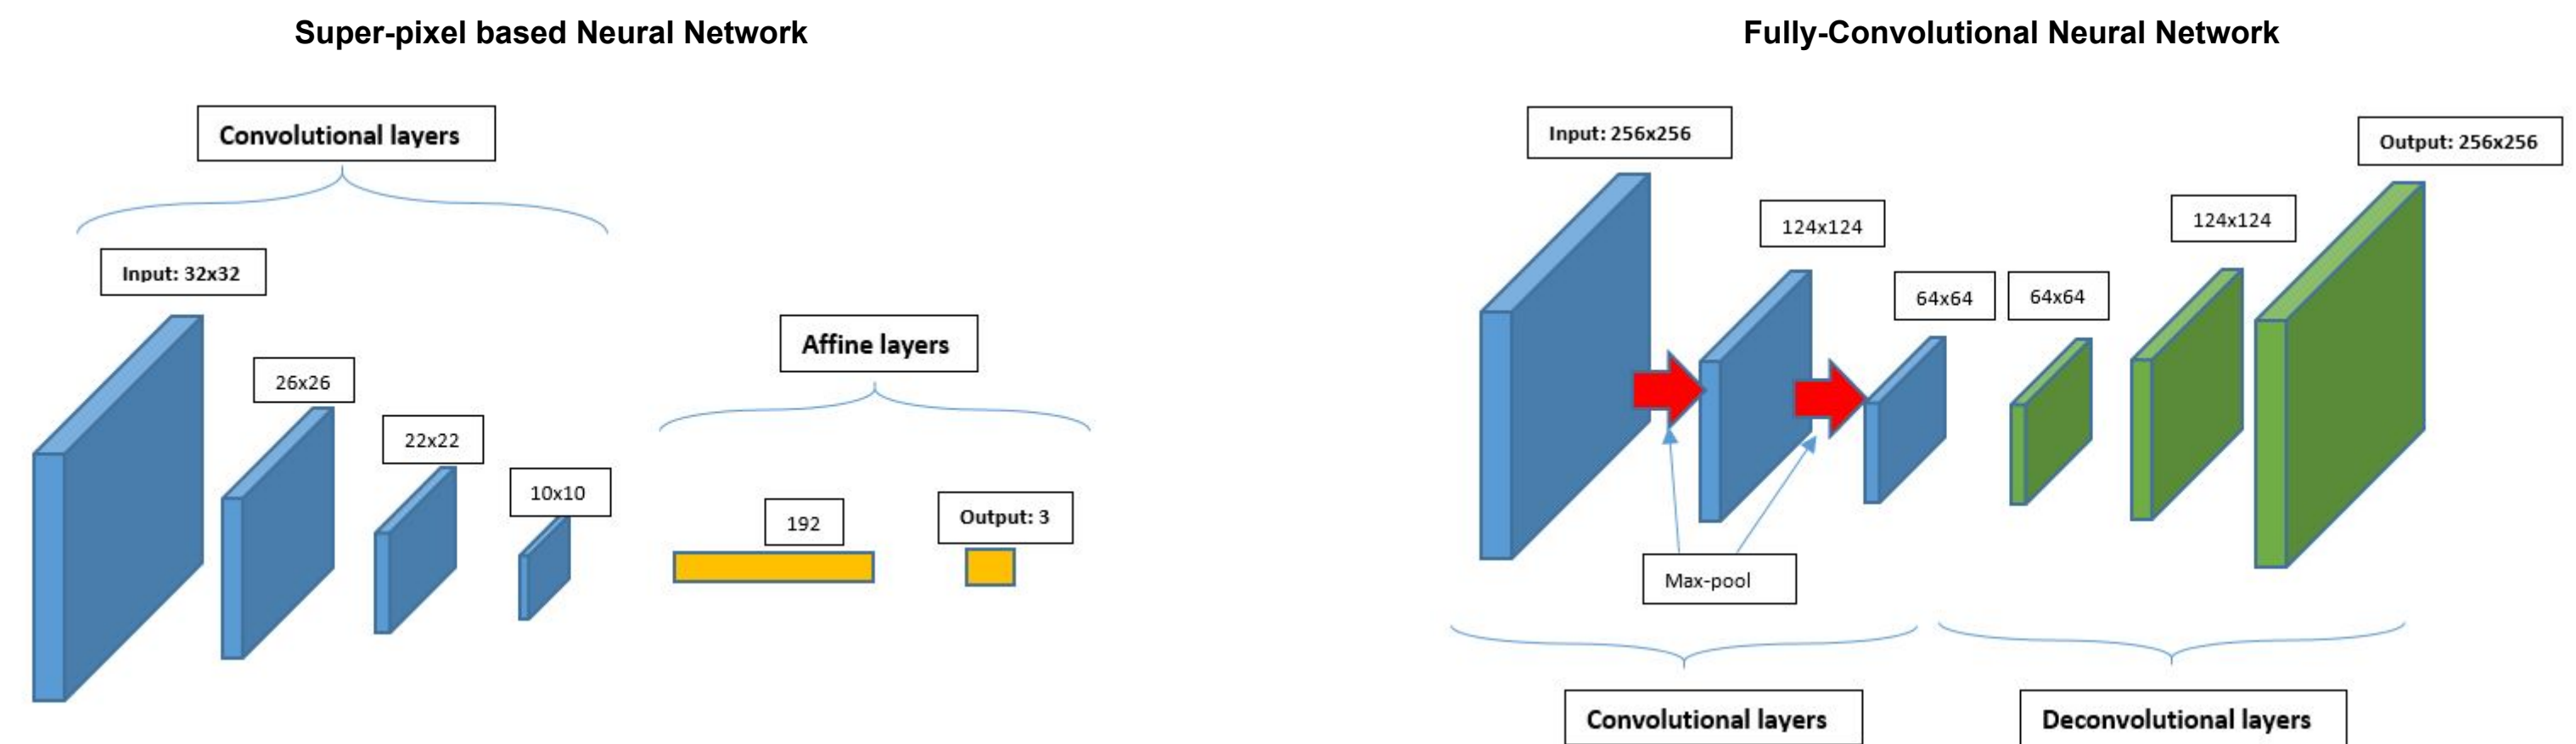 Super-pixel based Neural Network
Convolutional layers
Input: 32x32
26x26
22x22
10x10
Affine layers
192
Output: 3
Fully-Convolutional Neural Network
Input: 256x256
124x124
64x64
64x64
124x124
Output: 256x256
Max-pool
Convolutional layers
Deconvolutional layers